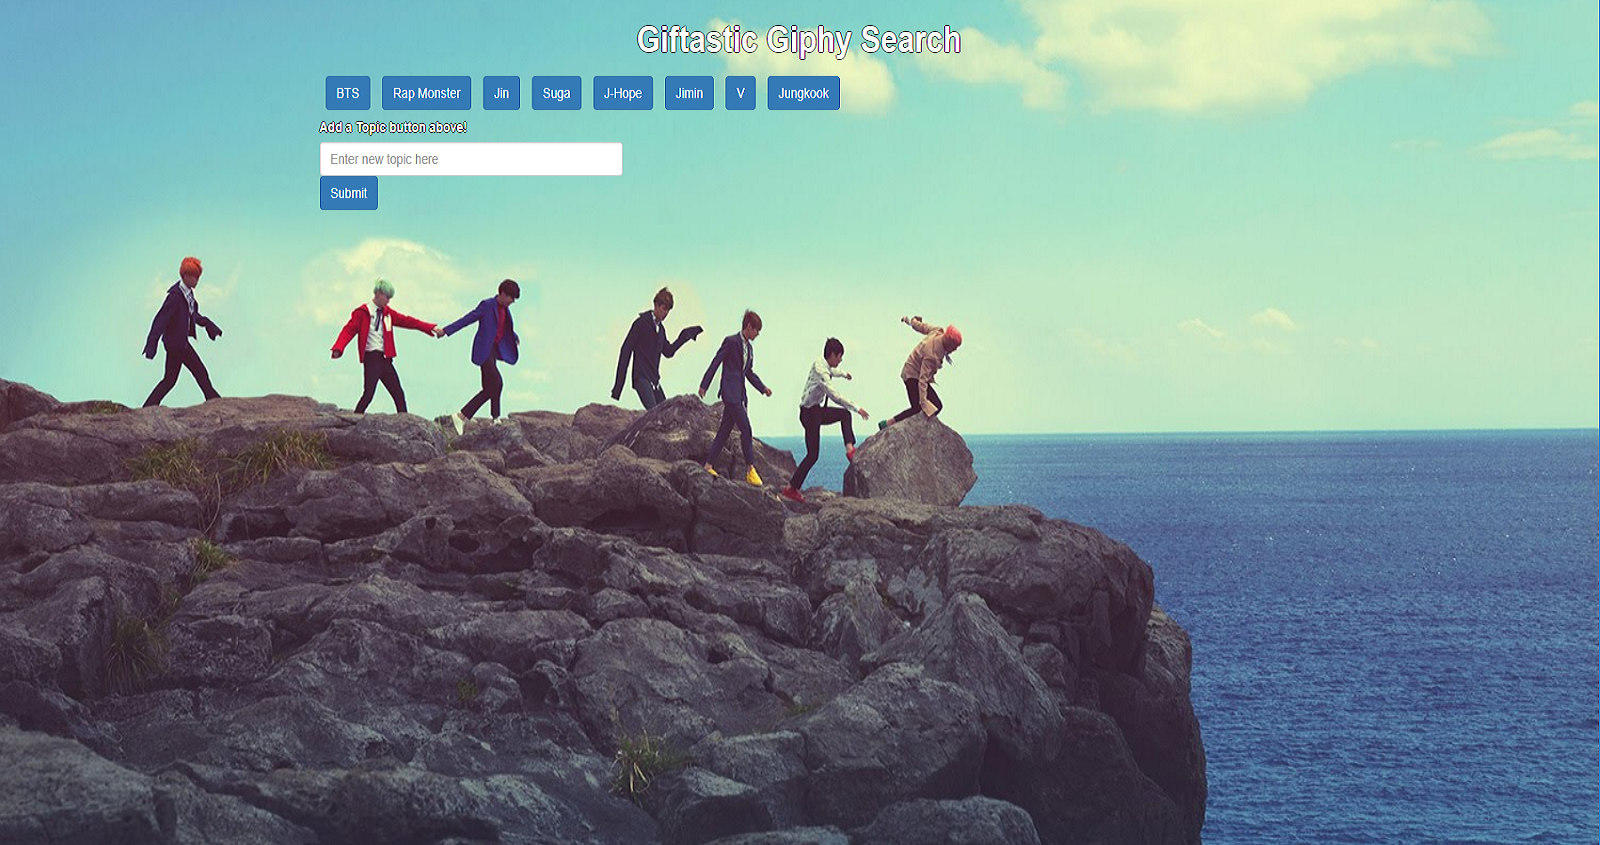 Giftastic Giphy Search
BTS Rap Monster Jin Suga J-Hope Jimin V Jungkook
Add a Topic button above!
Enter new topic here
Submit